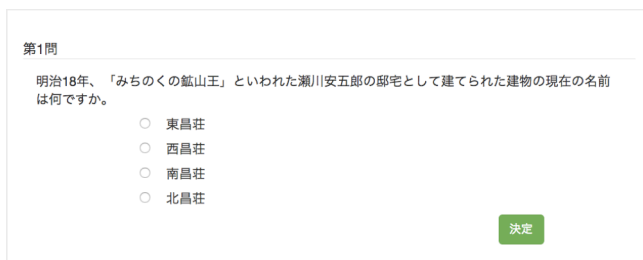 第1問
明治18年、「みちのくの鉱山王」といわれた瀬川安五郎の邸宅として建てられた建物の現在の名前
は何ですか。
東昌荘
西昌荘
南昌荘
北昌荘
決定